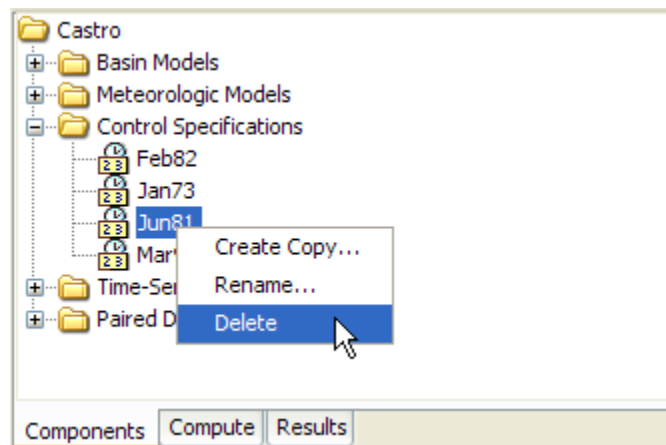 Castro
Basin Models
Meteorologic Models
Control Specifications
Feb82
Jan73
Jun81
Create Copy...
Rename...
Delete
Components Compute Results